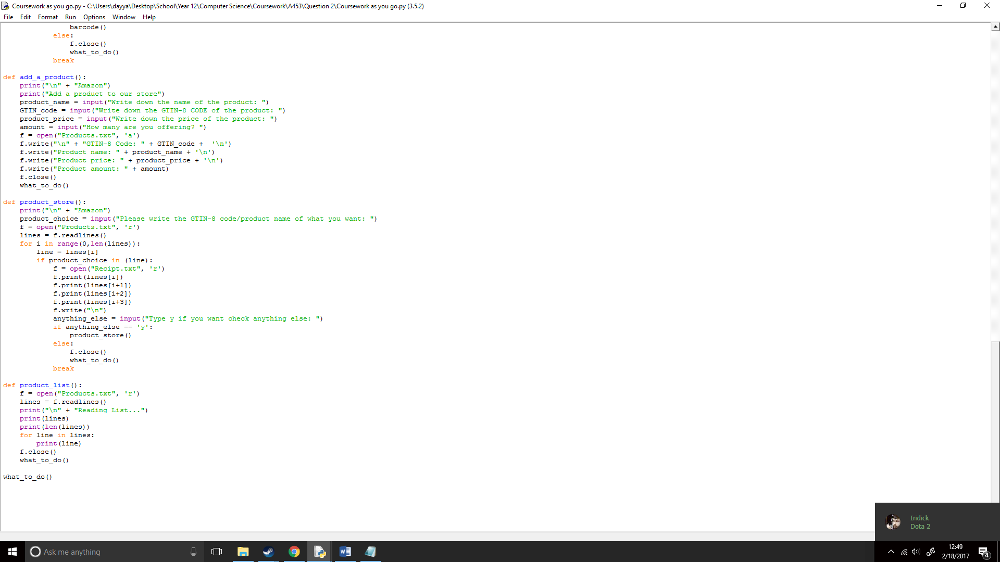 Coursework as you go.py - C:\Users\dayya\Desktop\School\Year 12\Computer Science\Coursework\A453\Question 2\Coursework as you go.py (3.5.2)
File Edit Format Run Options Window Help
                barcode()
            else:
                f.close()
                what_to_do()
            break

def add_a_product():
    print("\n" + "Amazon")
    print("Add a product to our store")
    product_name = input("Write down the name of the product: ")
    GTIN_code = input("Write down the GTIN-8 CODE of the product: ")
    product_price = input("Write down the price of the product: ")
    amount = input("How many are you offering? ")
    f = open("Products.txt", 'a')
    f.write("\n" + "GTIN-8 Code: " + GTIN_code +  '\n')
    f.write("Product name: " + product_name + '\n')
    f.write("Product price: " + product_price + '\n')
    f.write("Product amount: " + amount)
    f.close()
    what_to_do()

def product_store():
    print("\n" + "Amazon")
    product_choice = input("Please write the GTIN-8 code/product name of what you want: ")
    f = open("Products.txt", 'r')
    lines = f.readlines()
    for i in range(0,len(lines)):
        line = lines[i]
        if product_choice in (line):
            f = open("Recipt.txt", 'r')
            f.print(lines[i])
            f.print(lines[i+1])
            f.print(lines[i+2])
            f.print(lines[i+3])
            f.write("\n")
            anything_else = input("Type y if you want check anything else: ")
            if anything_else == 'y':
                product_store()
            else:
                f.close()
                what_to_do()
            break

def product_list():
    f = open("Products.txt", 'r')
    lines = f.readlines()
    print("\n" + "Reading List...")
    print(lines)
    print(len(lines))
    for line in lines:
        print(line)
    f.close()
    what_to_do()

what_to_do()
Iridick
Dota 2
Ask me anything
12:49
2/18/2017
4